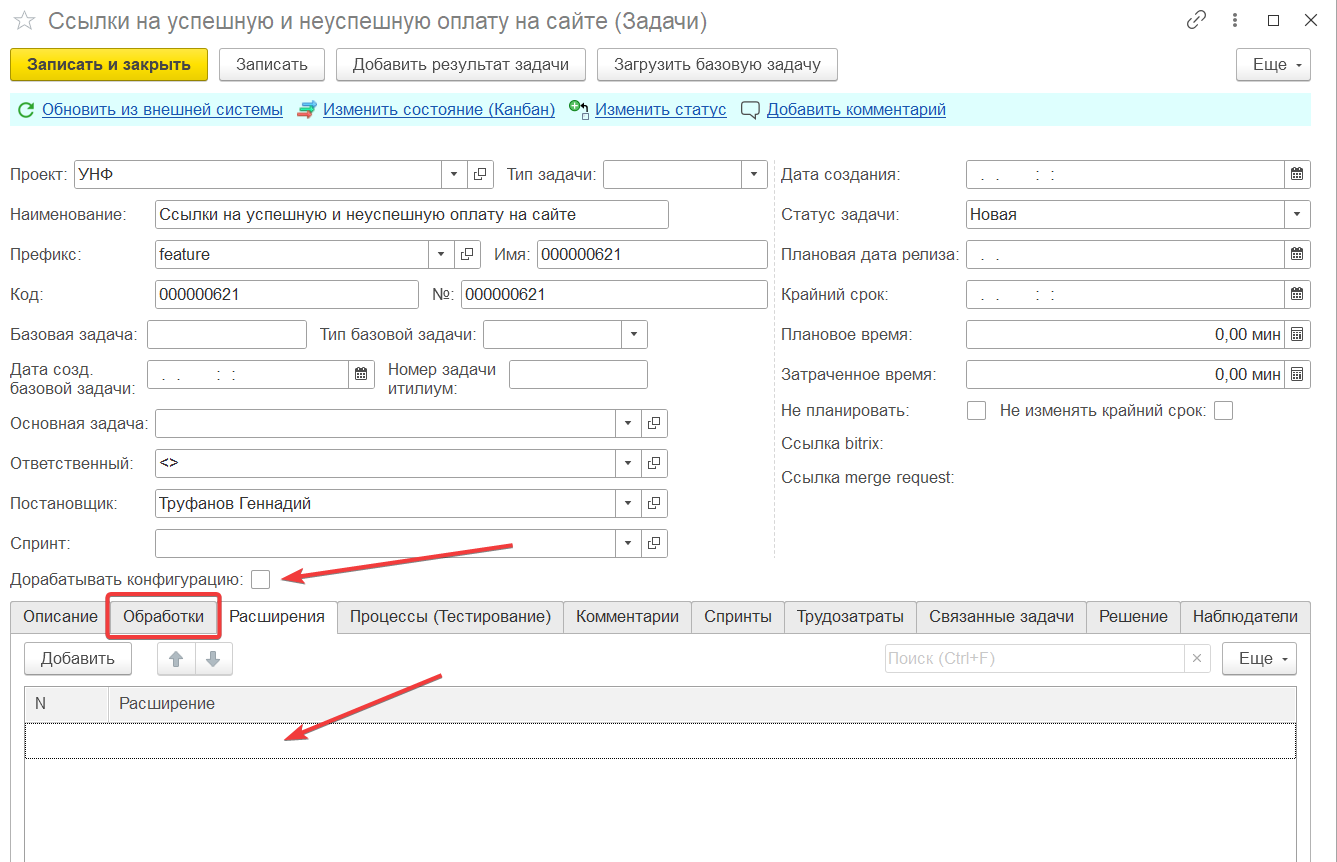 Ссылки на успешную и неуспешную оплату на сайте (Задачи)
Записать и закрыть Записать Добавить результат задачи Загрузить базовую задачу Еще
Обновить из внешней системы Изменить состояние (Канбан) Изменить статус Добавить комментарий
Проект: УНФ Тип задачи: Дата создания: . . : :
Наименование: Ссылки на успешную и неуспешную оплату на сайте Статус задачи: Новая
Префикс: feature Имя: 000000621 Плановая дата релиза: . .
Код: 000000621 №: 000000621 Крайний срок: . . : :
Базовая задача: Тип базовой задачи: Плановое время: 0,00 мин
Дата созд. базовой задачи: . . : : Номер задачи итилиум: Затраченное время: 0,00 мин
Не планировать: Не изменять крайний срок:
Основная задача: Ссылка bitrix:
Ответственный: <> Ссылка merge request:
Постановщик: Труфанов Геннадий
Спринт:
Дорабатывать конфигурацию:
Описание Обработки Расширения Процессы (Тестирование) Комментарии Спринты Трудозатраты Связанные задачи Решение Наблюдатели
Добавить Поиск (Ctrl+F) × Еще
N Расширение